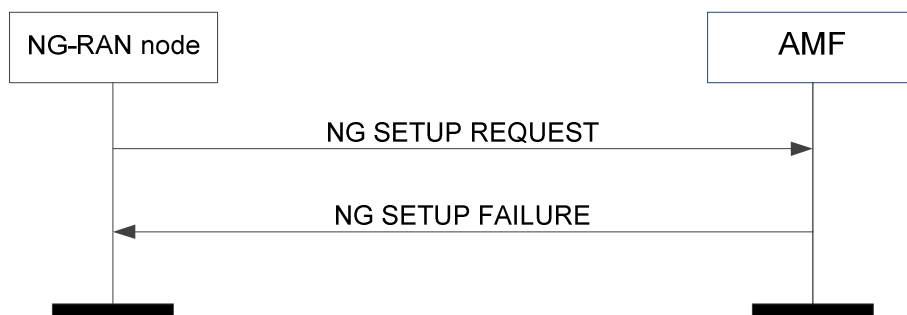 NG-RAN node
AMF
NG SETUP REQUEST
NG SETUP FAILURE